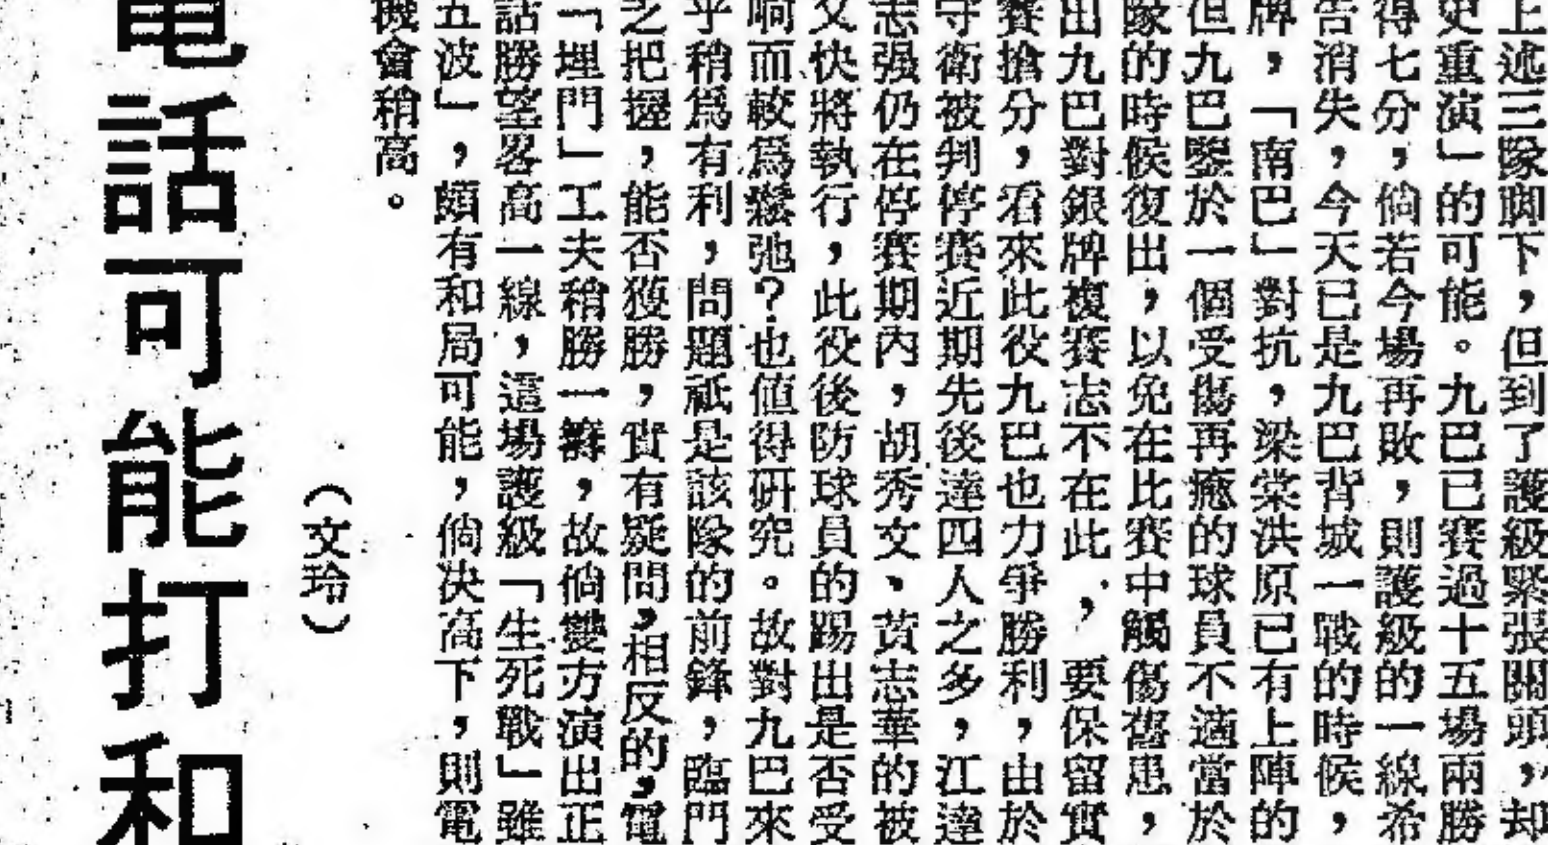 上述三隊脚下，但到了護級緊張關頭，却
史重演」的可能。九巴已賽過十五場兩勝
得七分，倘若今場再敗，則護級的一線希
告消失，今天已是九巴背城一戰的時候，
牌，「南巴」對抗，梁棠洪原已有上陣的
但九巴鑒於一個受傷再癒的球員不適當於
隊的時候復出，以免在比賽中觸傷舊患，
出九巴對銀牌複賽志不在此，要保留實
賽搶分，看來此役九巴也力爭勝利，由於
守衛被判停賽近期先後達四人之多，江達
志强仍在停賽期內，胡秀文、黃志華的被
又快將執行，此役後防球員的踢出是否受
响而較爲鬆弛？也値得研究。故對九巴來
乎稍爲有利，問題祇是該隊的前鋒，臨門
之把握，能否獲勝，實有疑問，相反的，電
「埋門」工夫稍勝一籌，故倘雙方演出正
話勝望畧高一線，這場護級「生死戰」雖
五波」，頗有和局可能，倘決高下，則電
機會稍高。
（文玲）
電話可能打和